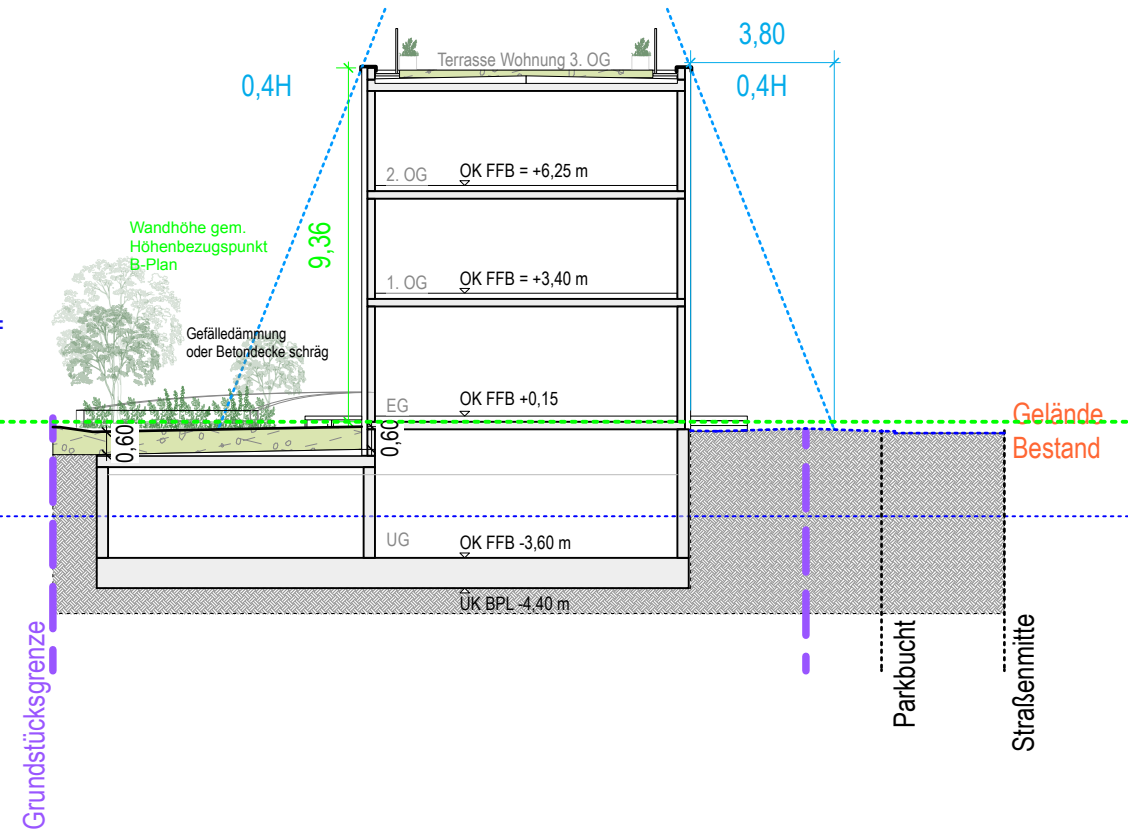 3,80
Terrasse Wohnung 3. OG
0,4H
0,4H
2. OG
OK FFB = +6,25 m
Wandhöhe gem.
Höhenbezugspunkt
B-Plan
9,36
1. OG
OK FFB = +3,40 m
Gefälledämmung
oder Betondecke schräg
EG
OK FFB +0,15
Gelände
Bestand
0,60
0,60
UG
OK FFB -3,60 m
UK BPL -4,40 m
Grundstücksgrenze
Parkbucht
Straßenmitte